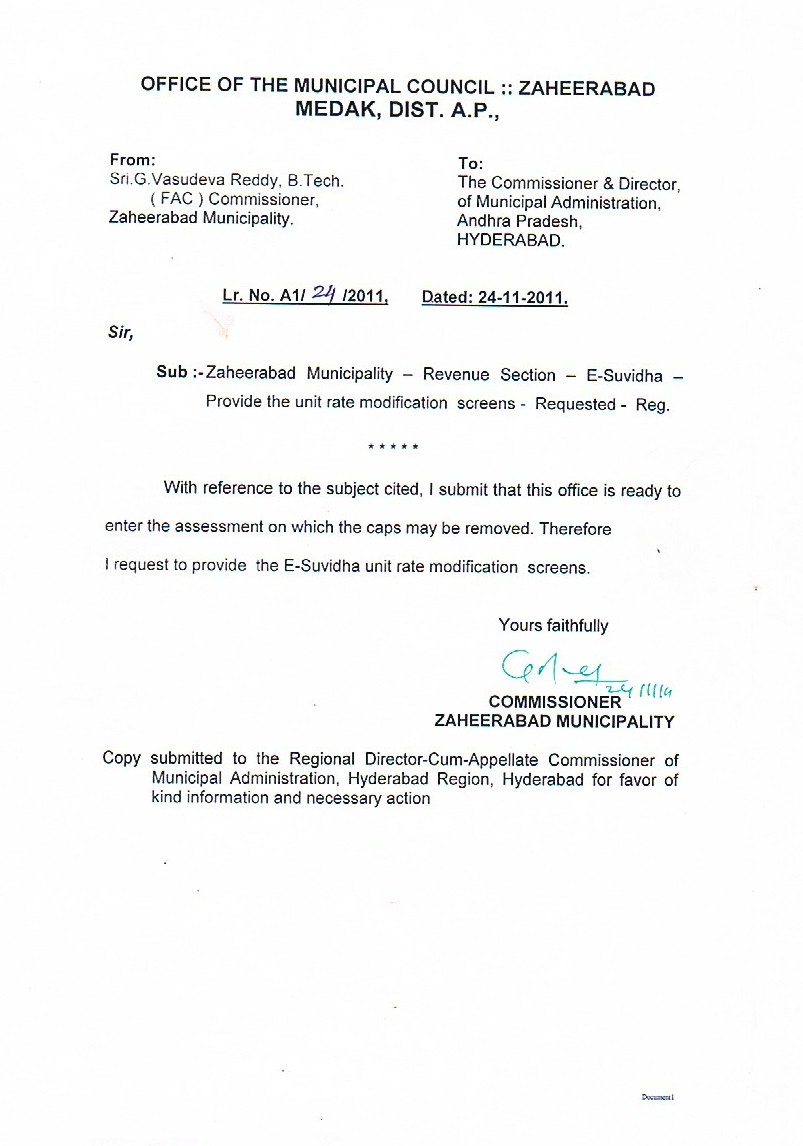 OFFICE OF THE MUNICIPAL COUNCIL :: ZAHEERABAD
MEDAK, DIST. A.P.,
From:
Sri.G.Vasudeva Reddy, B.Tech.
( FAC ) Commissioner,
Zaheerabad Municipality.
To:
The Commissioner & Director,
of Municipal Administration,
Andhra Pradesh,
HYDERABAD.
Lr. No. A1/ 24 /2011, Dated: 24-11-2011.
Sir,
Sub :-Zaheerabad Municipality – Revenue Section – E-Suvidha –
Provide the unit rate modification screens - Requested - Reg.
* * * * *
With reference to the subject cited, I submit that this office is ready to
enter the assessment on which the caps may be removed. Therefore
I request to provide the E-Suvidha unit rate modification screens.
Yours faithfully
COMMISSIONER
ZAHEERABAD MUNICIPALITY
Copy submitted to the Regional Director-Cum-Appellate Commissioner of
Municipal Administration, Hyderabad Region, Hyderabad for favor of
kind information and necessary action
Document1